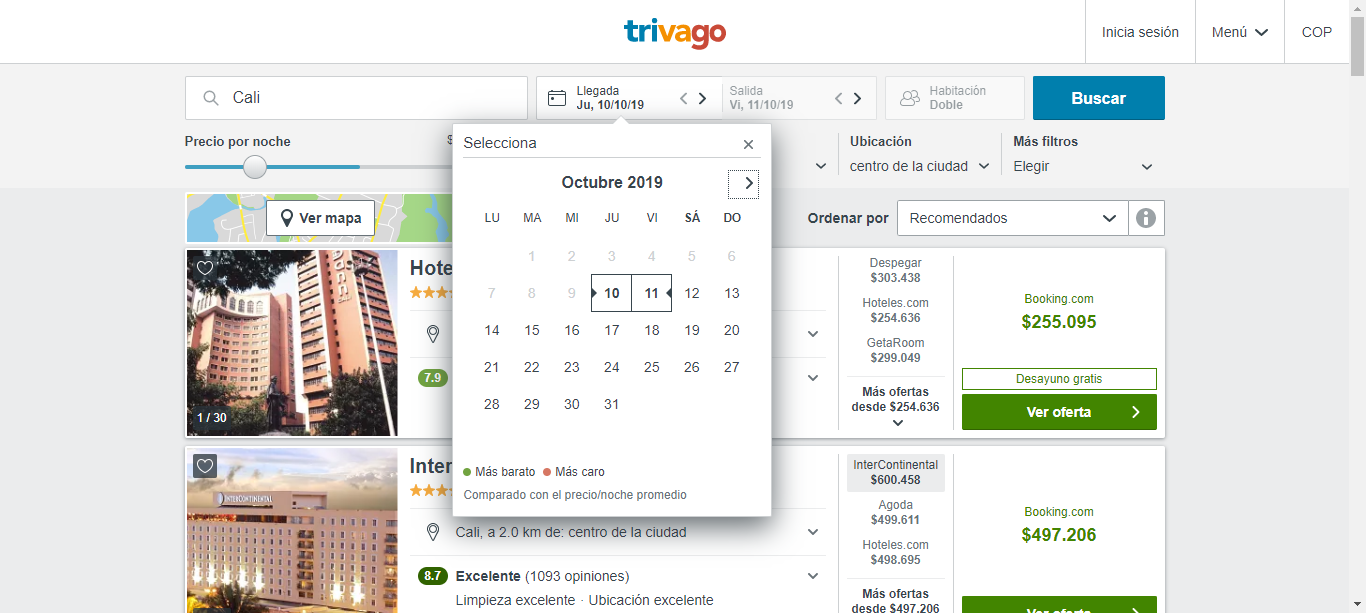 trivago
Inicia sesión
Menú
COP
Cali
Llegada
Ju, 10/10/19
Salida
Vi, 11/10/19
Habitación
Doble
Buscar
Precio por noche
$
Ubicación
centro de la ciudad
Más filtros
Elegir
Selecciona
Octubre 2019
LU MA MI JU VI SÁ DO
1 2 3 4 5 6
7 8 9 10 11 12 13
14 15 16 17 18 19 20
21 22 23 24 25 26 27
28 29 30 31
Más barato Más caro
Comparado con el precio/noche promedio
Ver mapa
Ordenar por
Recomendados
Hote
7.9
1 / 30
Despegar
$303.438
Hoteles.com
$254.636
GetaRoom
$299.049
Más ofertas
desde $254.636
Booking.com
$255.095
Desayuno gratis
Ver oferta
INTERCONTINENTAL
Inter
Cali, a 2.0 km de: centro de la ciudad
8.7 Excelente (1093 opiniones)
Limpieza excelente · Ubicación excelente
InterContinental
$600.458
Agoda
$499.611
Hoteles.com
$498.695
Más ofertas
desde $497.206
Booking.com
$497.206
Ver oferta